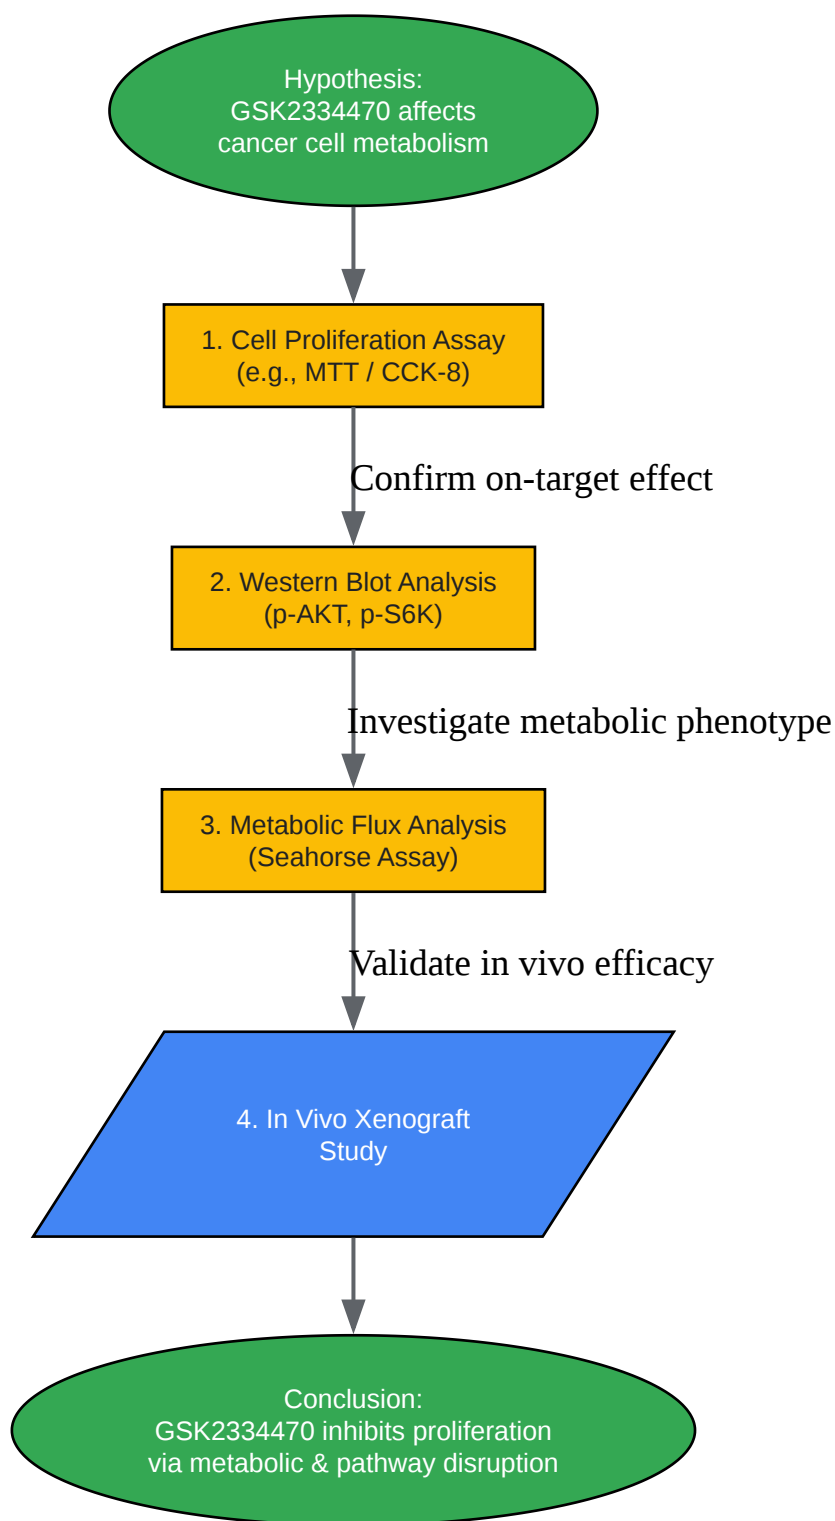 Hypothesis:
GSK2334470 affects
cancer cell metabolism
1. Cell Proliferation Assay
(e.g., MTT / CCK-8)
Confirm on-target effect
2. Western Blot Analysis
(p-AKT, p-S6K)
Investigate metabolic phenotype
3. Metabolic Flux Analysis
(Seahorse Assay)
Validate in vivo efficacy
4. In Vivo Xenograft
Study
Conclusion:
GSK2334470 inhibits proliferation
via metabolic & pathway disruption